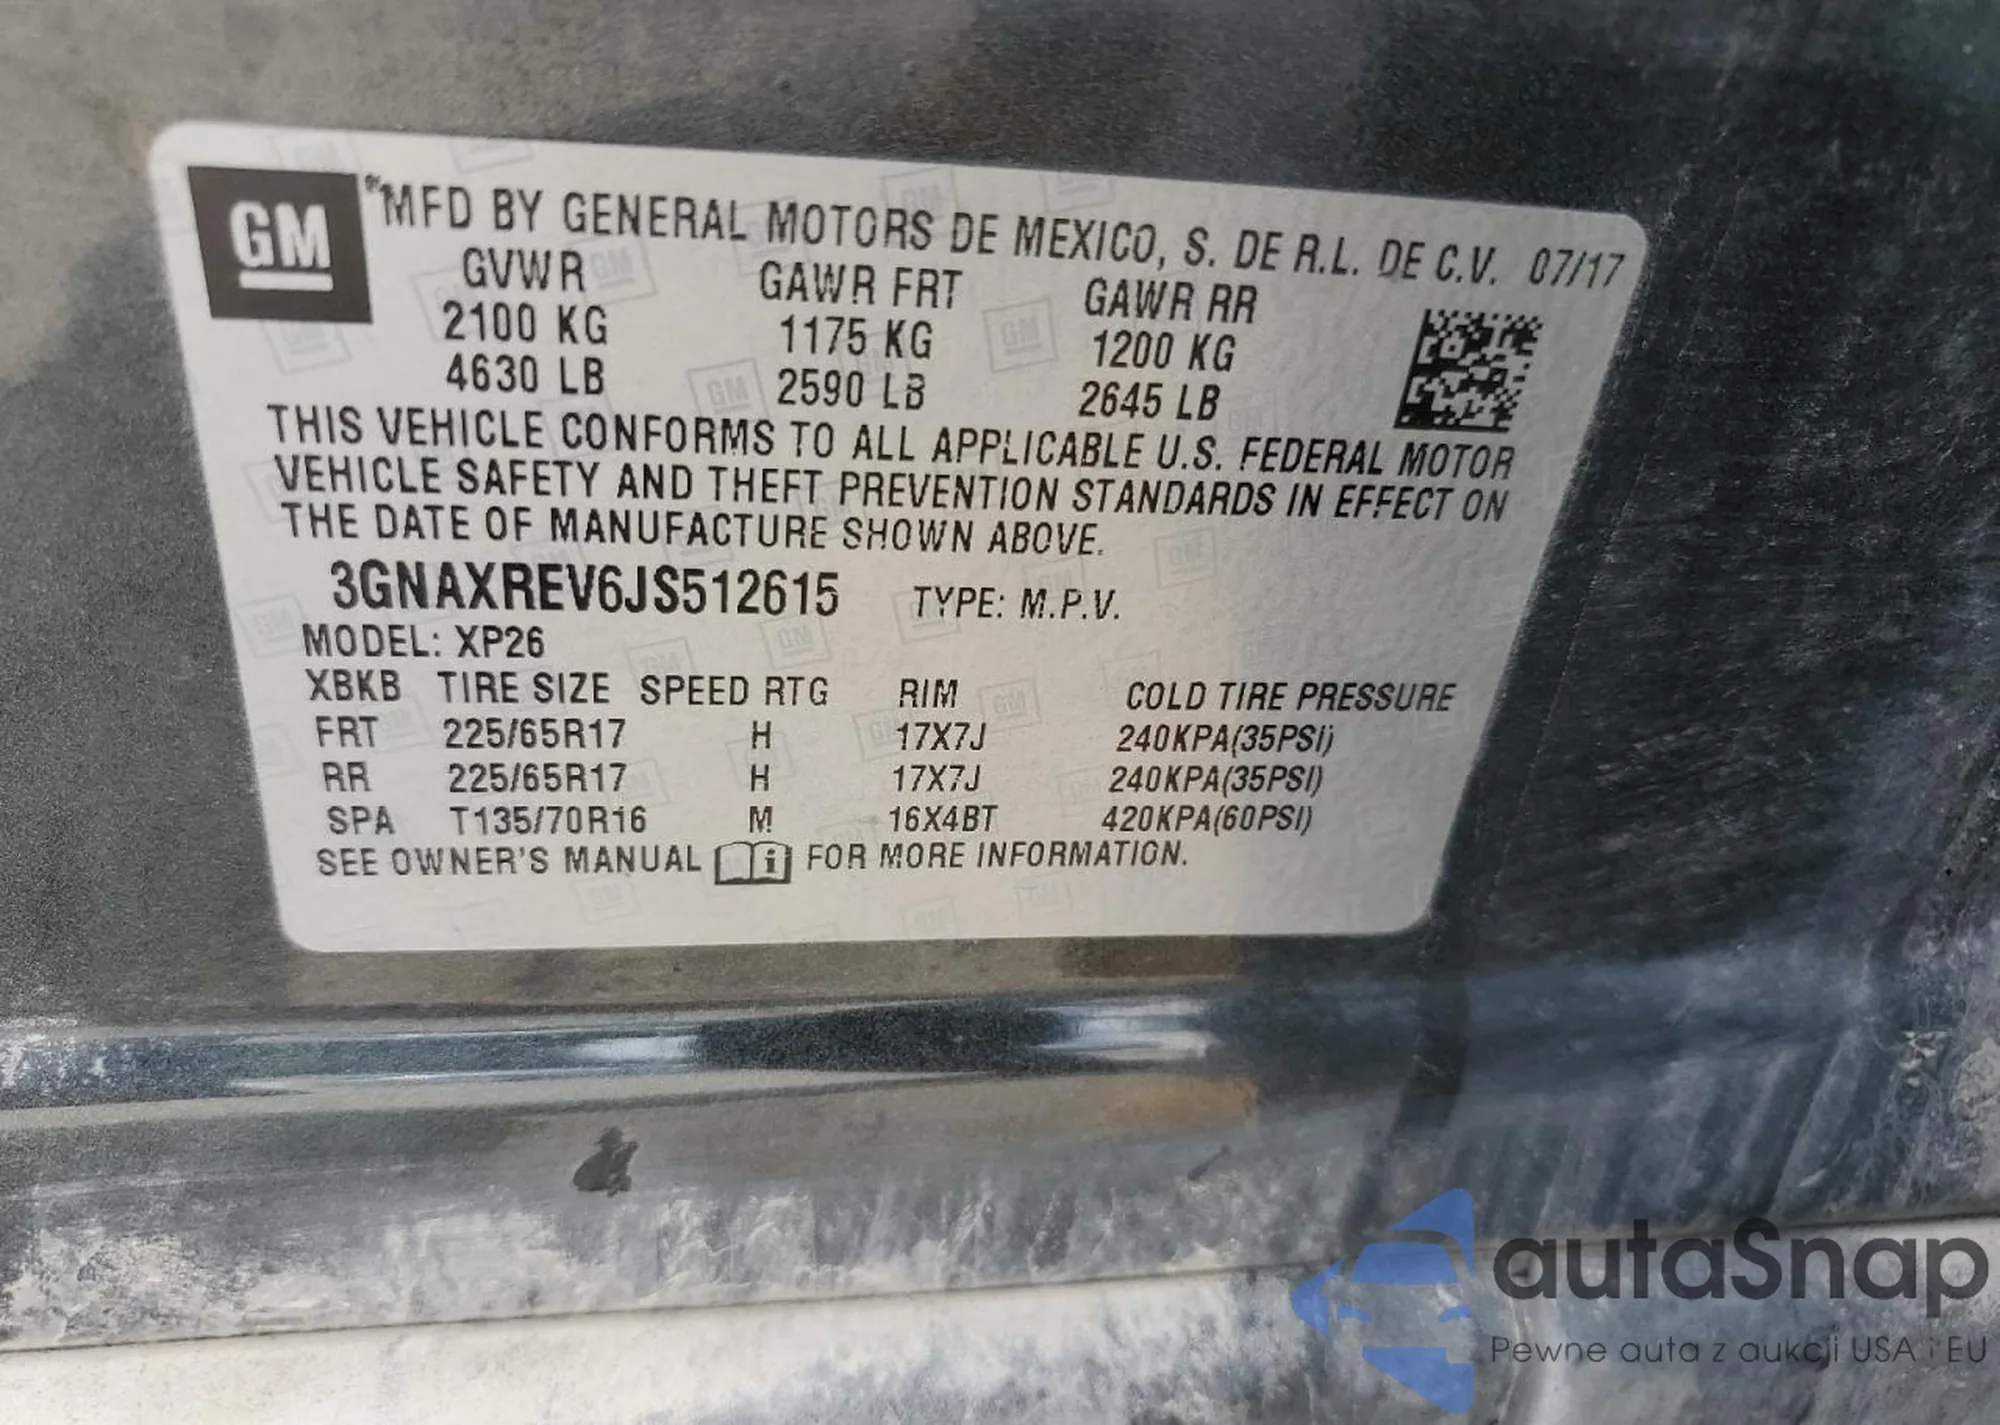 GM
MFD BY GENERAL MOTORS DE MEXICO, S. DE R.L. DE C.V. 07/17
GVWR GAWR FRT GAWR RR
2100 KG 1175 KG 1200 KG
4630 LB 2590 LB 2645 LB
THIS VEHICLE CONFORMS TO ALL APPLICABLE U.S. FEDERAL MOTOR
VEHICLE SAFETY AND THEFT PREVENTION STANDARDS IN EFFECT ON
THE DATE OF MANUFACTURE SHOWN ABOVE.
3GNAXREV6JS512615 TYPE: M.P.V.
MODEL: XP26
XBKB TIRE SIZE SPEED RTG RIM COLD TIRE PRESSURE
FRT 225/65R17 H 17X7J 240KPA(35PSI)
RR 225/65R17 H 17X7J 240KPA(35PSI)
SPA T135/70R16 M 16X4BT 420KPA(60PSI)
SEE OWNER'S MANUAL i FOR MORE INFORMATION.
autaSnap
Pewne auta z aukcji USA i EU